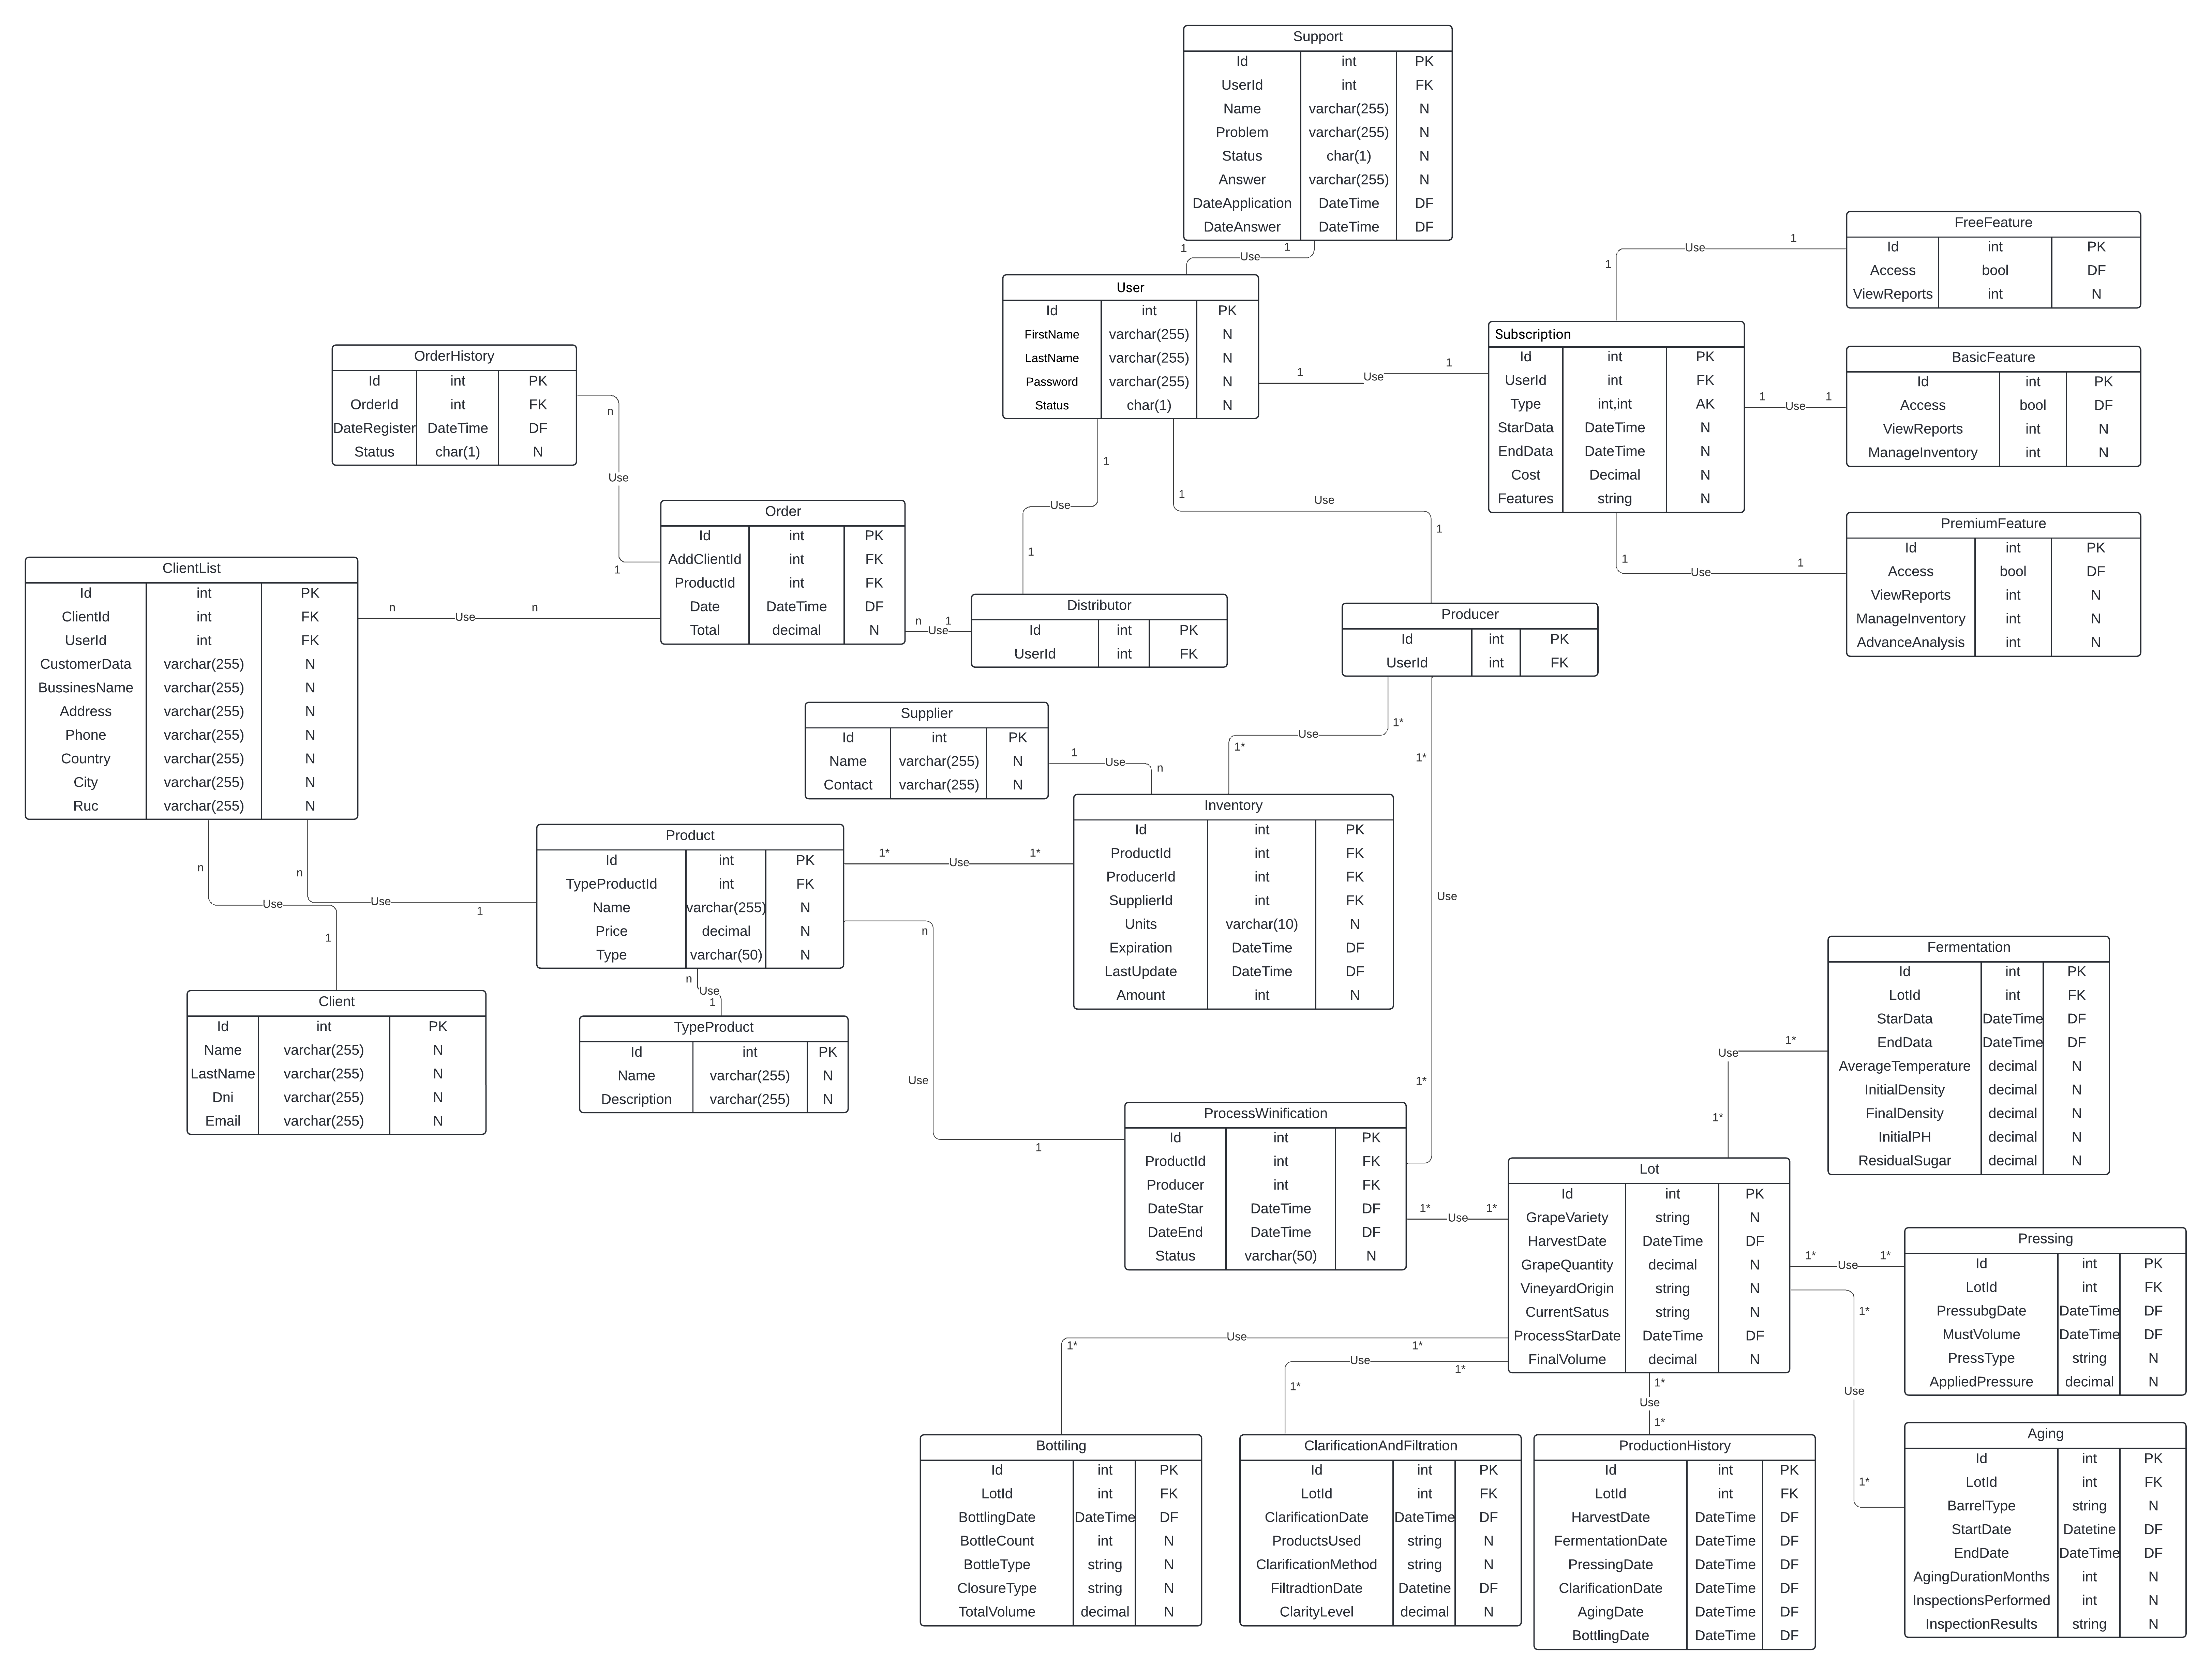 Support
Id int PK
UserId int FK
Name varchar(255) N
Problem varchar(255) N
Status char(1) N
Answer varchar(255) N
DateApplication DateTime DF
DateAnswer DateTime DF
1 Use 1
User
Id int PK
FirstName varchar(255) N
LastName varchar(255) N
Password varchar(255) N
Status char(1) N
1 Use 1
Subscription
Id int PK
UserId int FK
Type int,int AK
StarData DateTime N
EndData DateTime N
Cost Decimal N
Features string N
1 Use 1
FreeFeature
Id int PK
Access bool DF
ViewReports int N
1 Use 1
BasicFeature
Id int PK
Access bool DF
ViewReports int N
ManageInventory int N
1 Use 1
PremiumFeature
Id int PK
Access bool DF
ViewReports int N
ManageInventory int N
AdvanceAnalysis int N
OrderHistory
Id int PK
OrderId int FK
DateRegister DateTime DF
Status char(1) N
n
Use
1
Order
Id int PK
AddClientId int FK
ProductId int FK
Date DateTime DF
Total decimal N
1
Use
1
1
Use
1
n Use 1
Distributor
Id int PK
UserId int FK
Producer
Id int PK
UserId int FK
ClientList
Id int PK
ClientId int FK
UserId int FK
CustomerData varchar(255) N
BussinesName varchar(255) N
Address varchar(255) N
Phone varchar(255) N
Country varchar(255) N
City varchar(255) N
Ruc varchar(255) N
n Use n
Supplier
Id int PK
Name varchar(255) N
Contact varchar(255) N
1 Use n
1*
Use
1*
1*
Use
1*
Inventory
Id int PK
ProductId int FK
ProducerId int FK
SupplierId int FK
Units varchar(10) N
Expiration DateTime DF
LastUpdate DateTime DF
Amount int N
Product
Id int PK
TypeProductId int FK
Name varchar(255) N
Price decimal N
Type varchar(50) N
1* Use 1*
n
Use
1
n
Use
1
Client
Id int PK
Name varchar(255) N
LastName varchar(255) N
Dni varchar(255) N
Email varchar(255) N
n
Use
1
TypeProduct
Id int PK
Name varchar(255) N
Description varchar(255) N
n
Use
1
ProcessWinification
Id int PK
ProductId int FK
Producer int FK
DateStar DateTime DF
DateEnd DateTime DF
Status varchar(50) N
1* Use 1*
Lot
Id int PK
GrapeVariety string N
HarvestDate DateTime DF
GrapeQuantity decimal N
VineyardOrigin string N
CurrentSatus string N
ProcessStarDate DateTime DF
FinalVolume decimal N
1*
Use
1*
Fermentation
Id int PK
LotId int FK
StarData DateTime DF
EndData DateTime DF
AverageTemperature decimal N
InitialDensity decimal N
FinalDensity decimal N
InitialPH decimal N
ResidualSugar decimal N
1* Use 1*
Pressing
Id int PK
LotId int FK
PressubgDate DateTime DF
MustVolume DateTime DF
PressType string N
AppliedPressure decimal N
1*
Use
1*
Aging
Id int PK
LotId int FK
BarrelType string N
StartDate Datetine DF
EndDate DateTime DF
AgingDurationMonths int N
InspectionsPerformed int N
InspectionResults string N
1* Use 1*
Bottiling
Id int PK
LotId int FK
BottlingDate DateTime DF
BottleCount int N
BottleType string N
ClosureType string N
TotalVolume decimal N
1* Use 1*
ClarificationAndFiltration
Id int PK
LotId int FK
ClarificationDate DateTime DF
ProductsUsed string N
ClarificationMethod string N
FiltradtionDate Datetine DF
ClarityLevel decimal N
1*
Use
1*
ProductionHistory
Id int PK
LotId int FK
HarvestDate DateTime DF
FermentationDate DateTime DF
PressingDate DateTime DF
ClarificationDate DateTime DF
AgingDate DateTime DF
BottlingDate DateTime DF